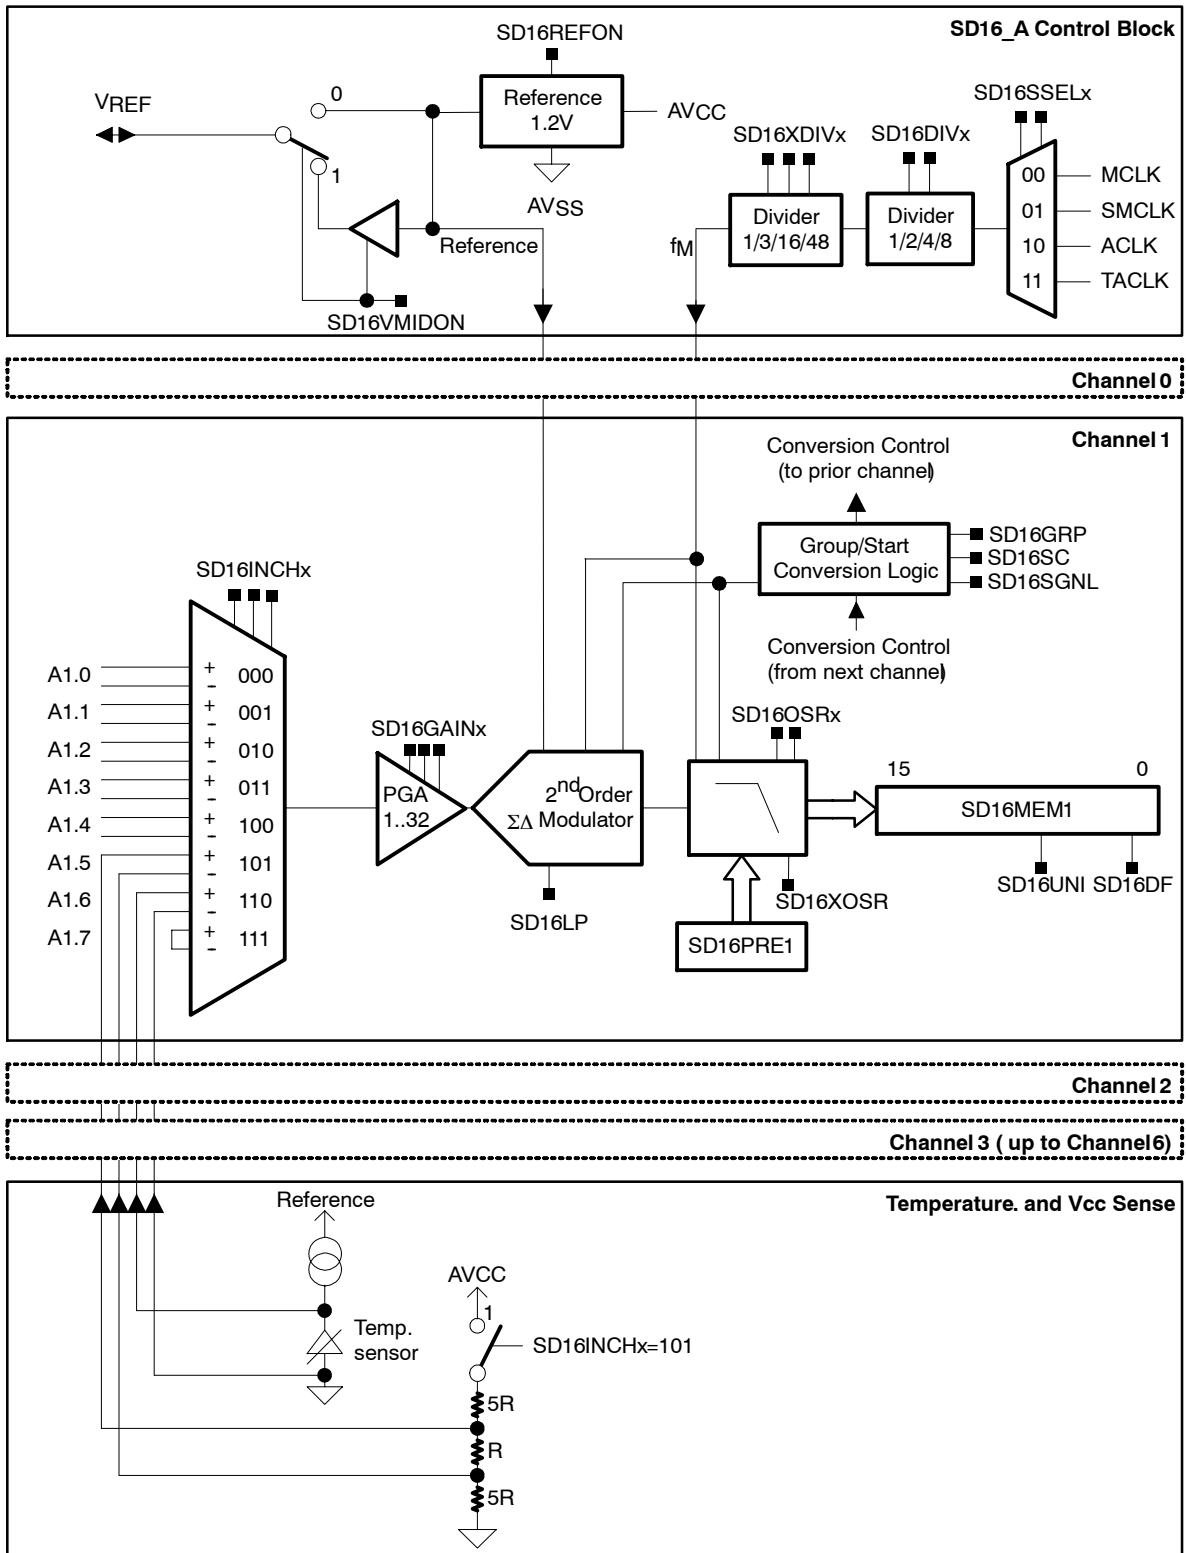 SD16_A Control Block
SD16REFON
VREF
0
Reference
1.2V
AVCC
AVSS
1
Reference
SD16VMIDON
SD16SSELx
SD16XDIVx
SD16DIVx
fM
Divider
1/3/16/48
Divider
1/2/4/8
00
MCLK
01
SMCLK
10
ACLK
11
TACLK
Channel 0
Channel 1
Conversion Control
(to prior channel)
Group/Start
Conversion Logic
SD16GRP
SD16SC
SD16SGNL
Conversion Control
(from next channel)
SD16INCHx
A1.0
+
-
000
A1.1
+
-
001
A1.2
+
-
010
A1.3
+
-
011
A1.4
+
-
100
A1.5
+
-
101
A1.6
+
-
110
A1.7
+
-
111
SD16GAINx
PGA
1..32
2nd Order
ΣΔ Modulator
SD16LP
SD16OSRx
SD16XOSR
SD16PRE1
15
0
SD16MEM1
SD16UNI
SD16DF
Channel 2
Channel 3 ( up to Channel 6)
Temperature. and Vcc Sense
Reference
Temp.
sensor
AVCC
1
SD16INCHx=101
5R
R
5R